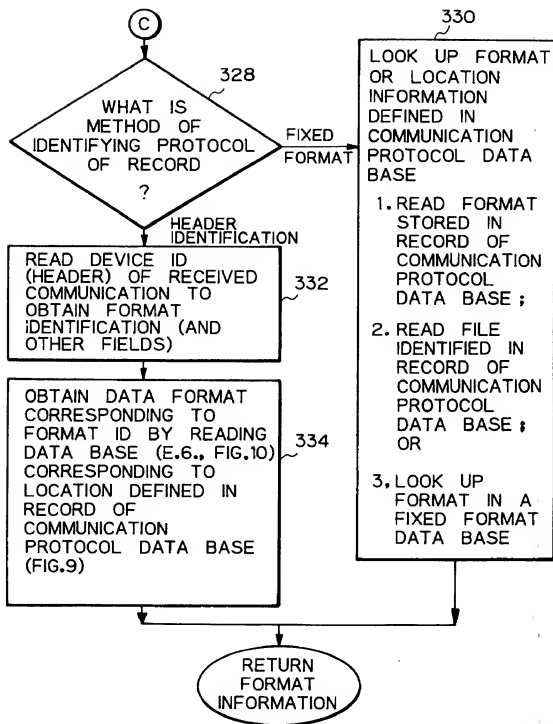 C
328
WHAT IS
METHOD OF
IDENTIFYING PROTOCOL
OF RECORD
?
FIXED
FORMAT
HEADER
IDENTIFICATION
READ DEVICE ID
(HEADER) OF RECEIVED
COMMUNICATION TO
OBTAIN FORMAT
IDENTIFICATION (AND
OTHER FIELDS)
332
OBTAIN DATA FORMAT
CORRESPONDING TO
FORMAT ID BY READING
DATA BASE (E.6., FIG.10)
CORRESPONDING TO
LOCATION DEFINED IN
RECORD OF
COMMUNICATION
PROTOCOL DATA BASE
(FIG.9)
334
330
LOOK UP FORMAT
OR LOCATION
INFORMATION
DEFINED IN
COMMUNICATION
PROTOCOL DATA
BASE
1. READ FORMAT
STORED IN
RECORD OF
COMMUNICATION
PROTOCOL
DATA BASE;
2. READ FILE
IDENTIFIED IN
RECORD OF
COMMUNICATION
PROTOCOL
DATA BASE;
OR
3. LOOK UP
FORMAT IN A
FIXED FORMAT
DATA BASE
RETURN
FORMAT
INFORMATION